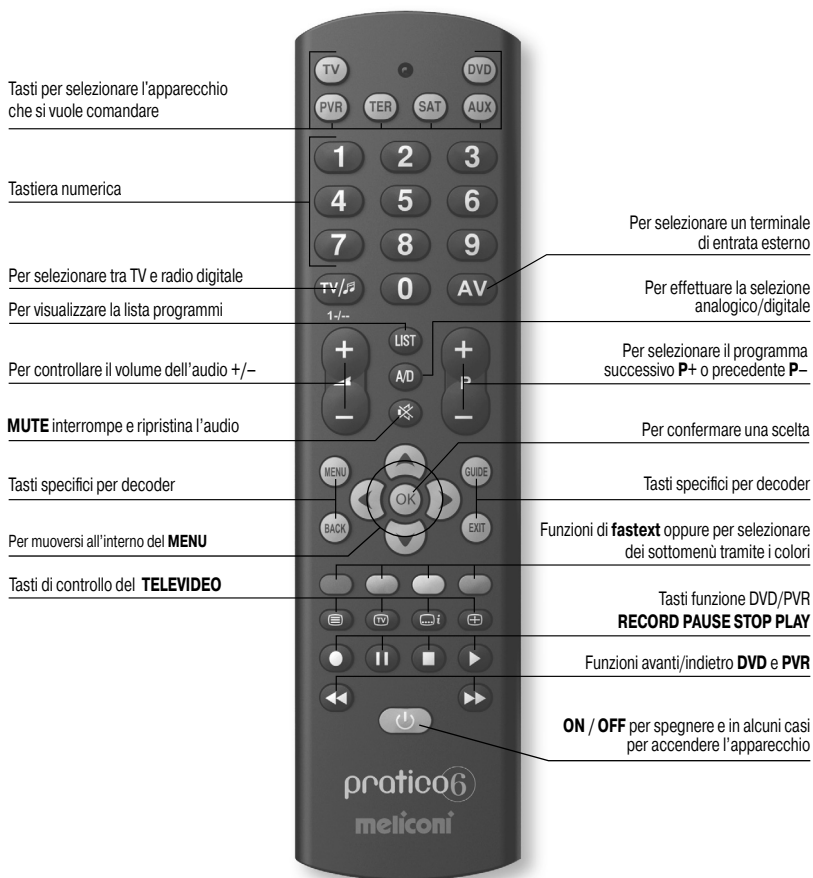 TV
DVD
PVR
TER
SAT
AUX
Tasti per selezionare l'apparecchio
che si vuole comandare
1
2
3
Tastiera numerica
4
5
6
7
8
9
Per selezionare un terminale
di entrata esterno
Per selezionare tra TV e radio digitale
TV/♫
0
AV
1-/--
Per effettuare la selezione
analogico/digitale
Per visualizzare la lista programmi
LIST
+
+
Per controllare il volume dell'audio +/–
A/D
P
Per selezionare il programma
successivo P+ o precedente P–
–
–
MUTE interrompe e ripristina l'audio
Per confermare una scelta
MENU
GUIDE
Tasti specifici per decoder
OK
Tasti specifici per decoder
BACK
EXIT
Per muoversi all'interno del MENU
Funzioni di fastext oppure per selezionare
dei sottomenù tramite i colori
Tasti di controllo del TELEVIDEO
TV
i
Tasti funzione DVD/PVR
RECORD PAUSE STOP PLAY
Funzioni avanti/indietro DVD e PVR
ON / OFF per spegnere e in alcuni casi
per accendere l'apparecchio
pratico6
meliconi